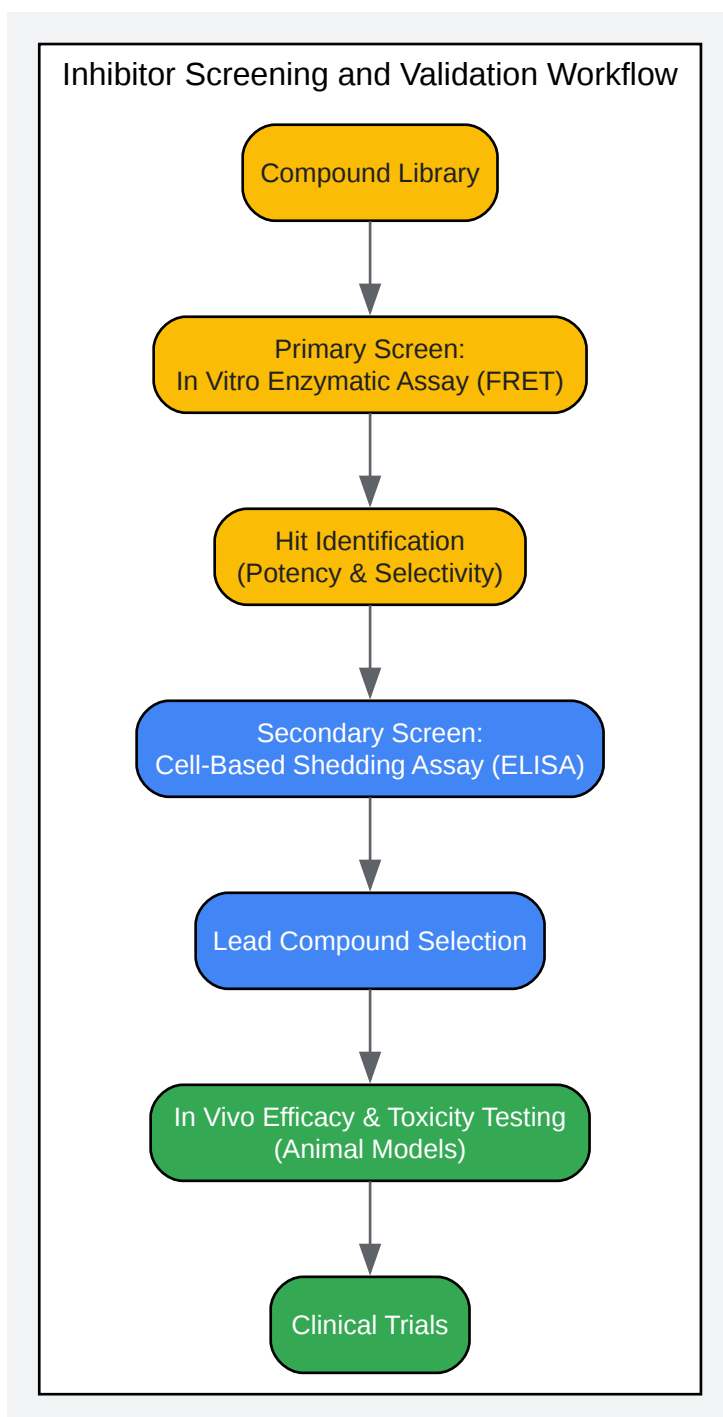 Inhibitor Screening and Validation Workflow
Compound Library
Primary Screen:
In Vitro Enzymatic Assay (FRET)
Hit Identification
(Potency & Selectivity)
Secondary Screen:
Cell-Based Shedding Assay (ELISA)
Lead Compound Selection
In Vivo Efficacy & Toxicity Testing
(Animal Models)
Clinical Trials